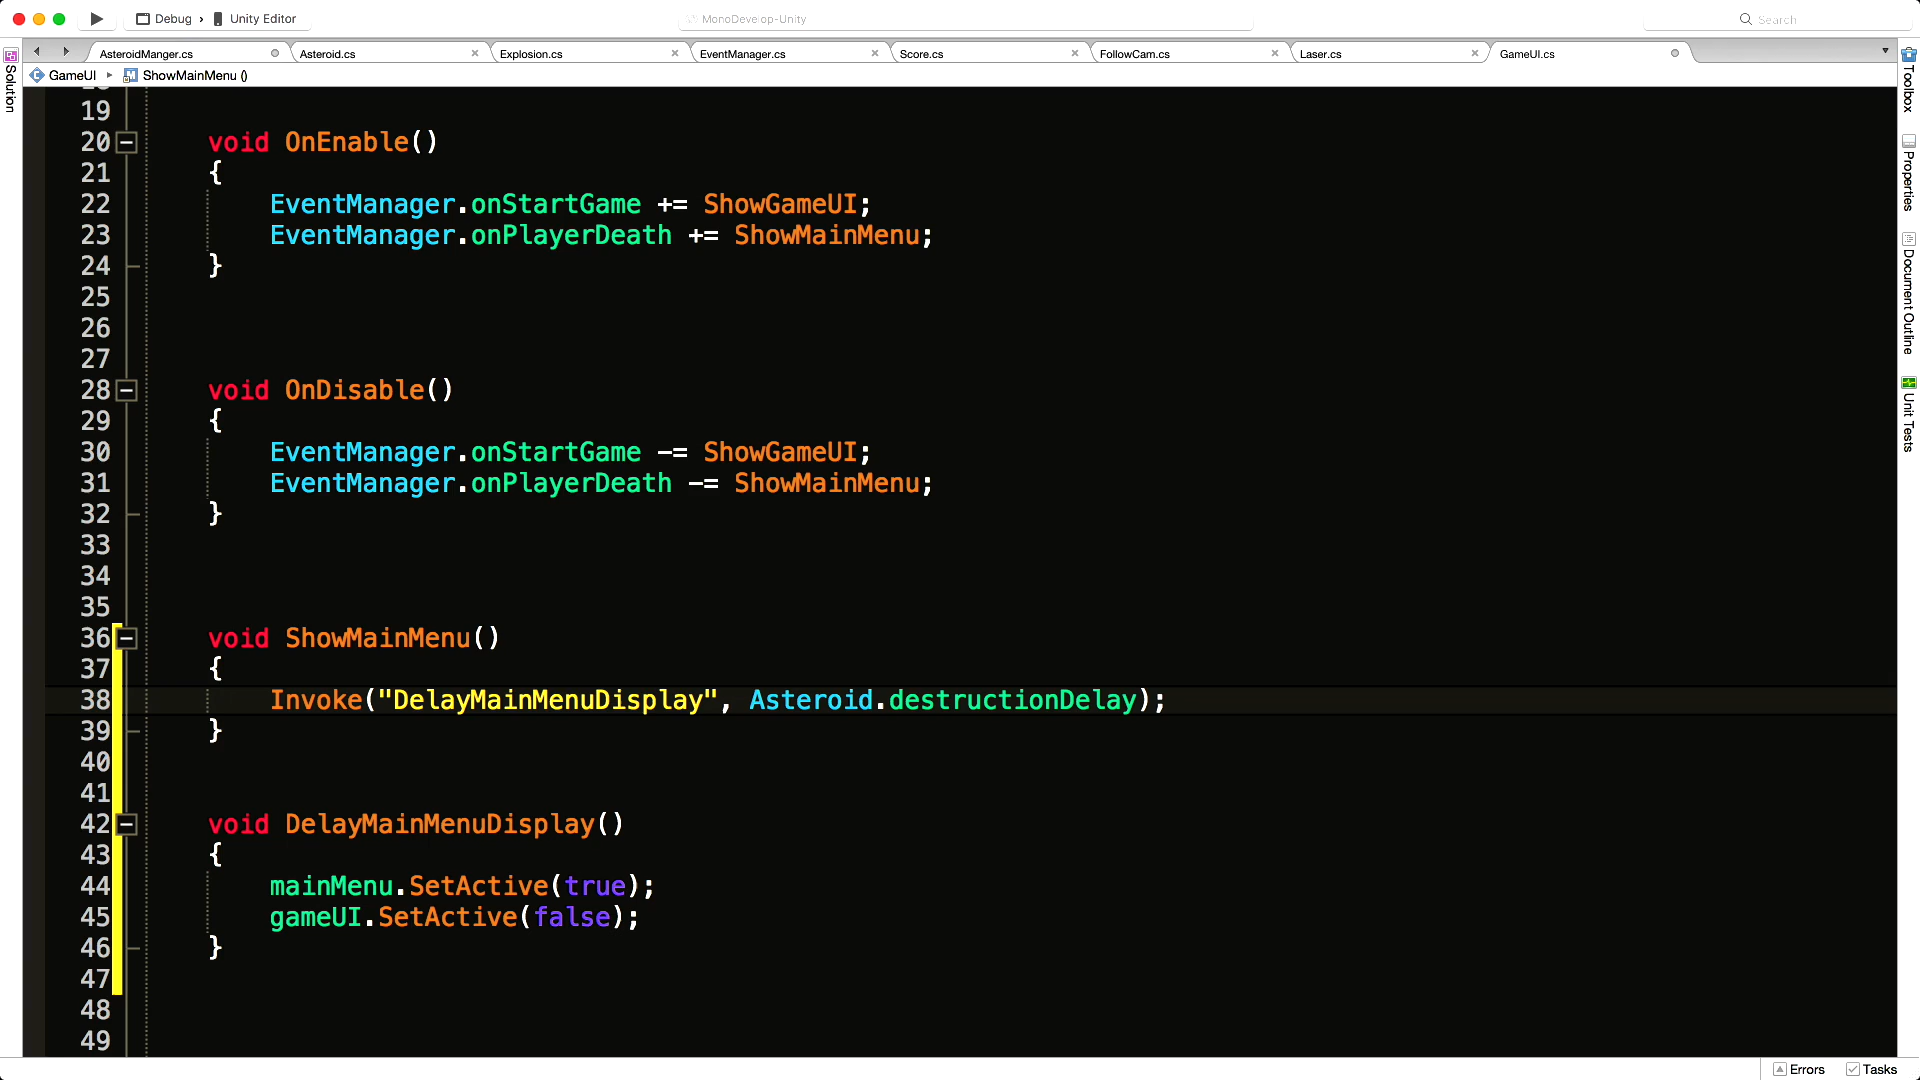 Debug › Unity Editor
MonoDevelop-Unity
Search
AsteroidManger.cs
Asteroid.cs
Explosion.cs
EventManager.cs
Score.cs
FollowCam.cs
Laser.cs
GameUI.cs
GameUI ▸ ShowMainMenu ()
Solution
Toolbox
Properties
Document Outline
Unit Tests
19
20 void OnEnable()
21 {
22 EventManager.onStartGame += ShowGameUI;
23 EventManager.onPlayerDeath += ShowMainMenu;
24 }
25
26
27
28 void OnDisable()
29 {
30 EventManager.onStartGame -= ShowGameUI;
31 EventManager.onPlayerDeath -= ShowMainMenu;
32 }
33
34
35
36 void ShowMainMenu()
37 {
38 Invoke("DelayMainMenuDisplay", Asteroid.destructionDelay);
39 }
40
41
42 void DelayMainMenuDisplay()
43 {
44 mainMenu.SetActive(true);
45 gameUI.SetActive(false);
46 }
47
48
49
Errors
Tasks